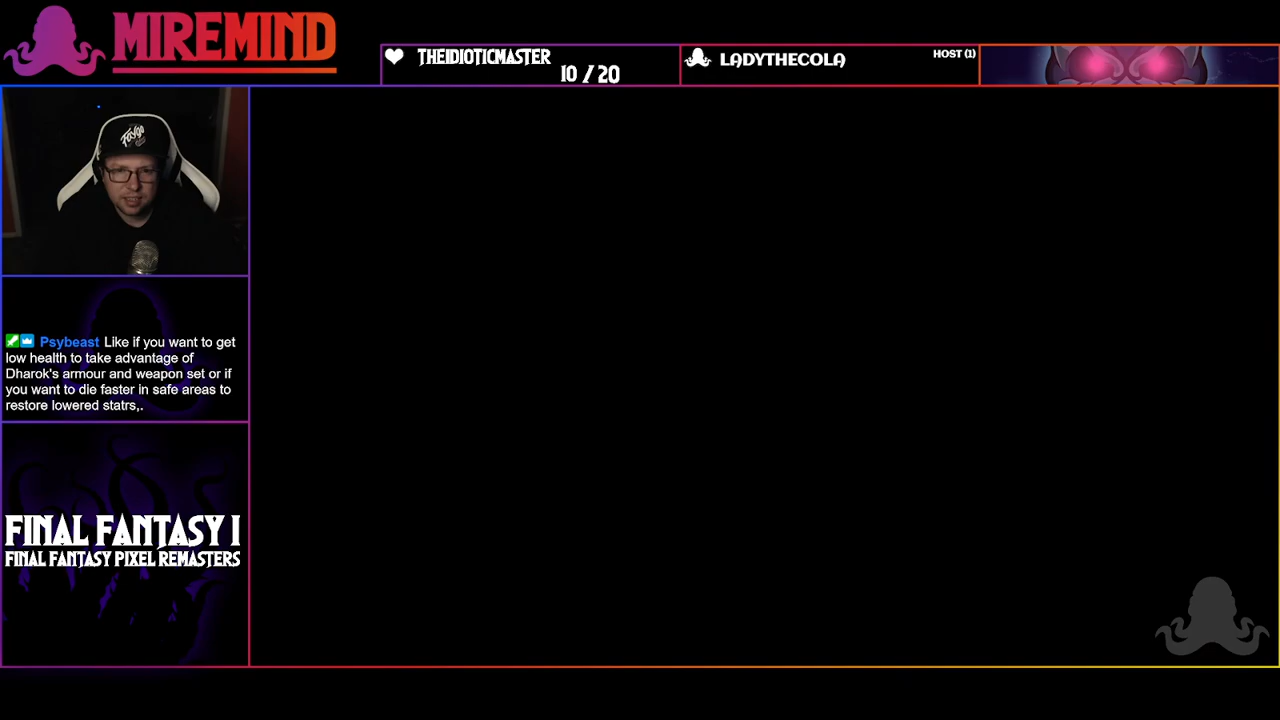 MIREMIND
THEIDIOTICMASTER
10 / 20
LADYTHECOLA
HOST (1)
Faygo
Psybeast Like if you want to get
low health to take advantage of
Dharok's armour and weapon set or if
you want to die faster in safe areas to
restore lowered statrs,.
FINAL FANTASY I
FINAL FANTASY PIXEL REMASTERS